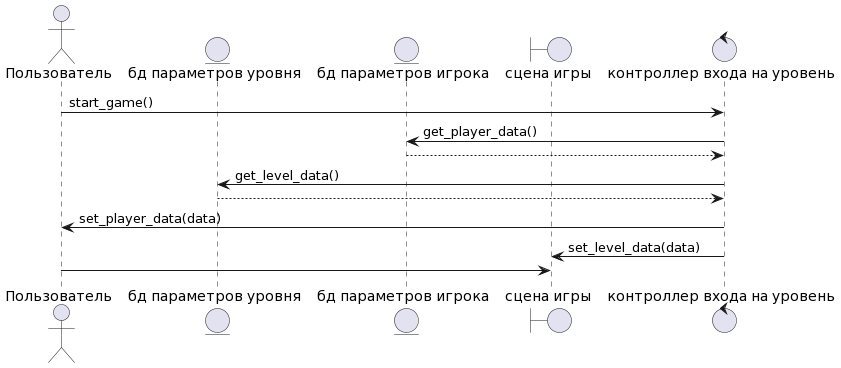 Пользователь
бд параметров уровня
бд параметров игрока
сцена игры
контроллер входа на уровень
start_game()
get_player_data()
get_level_data()
set_player_data(data)
set_level_data(data)
Пользователь
бд параметров уровня
бд параметров игрока
сцена игры
контроллер входа на уровень